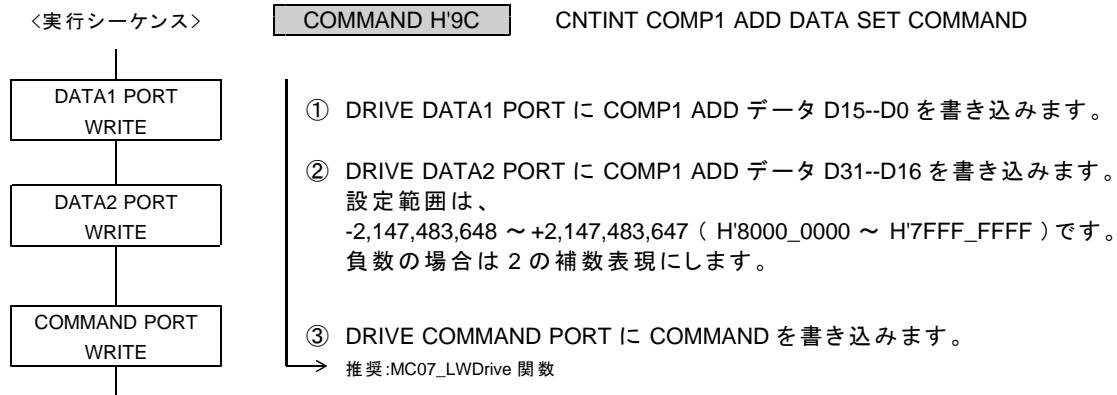 <実行シーケンス>
COMMAND H'9C
CNTINT COMP1 ADD DATA SET COMMAND
DATA1 PORT
WRITE
① DRIVE DATA1 PORT に COMP1 ADD データ D15--D0 を書き込みます。
② DRIVE DATA2 PORT に COMP1 ADD データ D31--D16 を書き込みます。
DATA2 PORT
WRITE
設定範囲は、
-2,147,483,648 ～ +2,147,483,647 ( H'8000_0000 ～ H'7FFF_FFFF ) です。
負数の場合は 2 の補数表現にします。
COMMAND PORT
WRITE
③ DRIVE COMMAND PORT に COMMAND を書き込みます。
推奨:MC07_LWDrive 関数